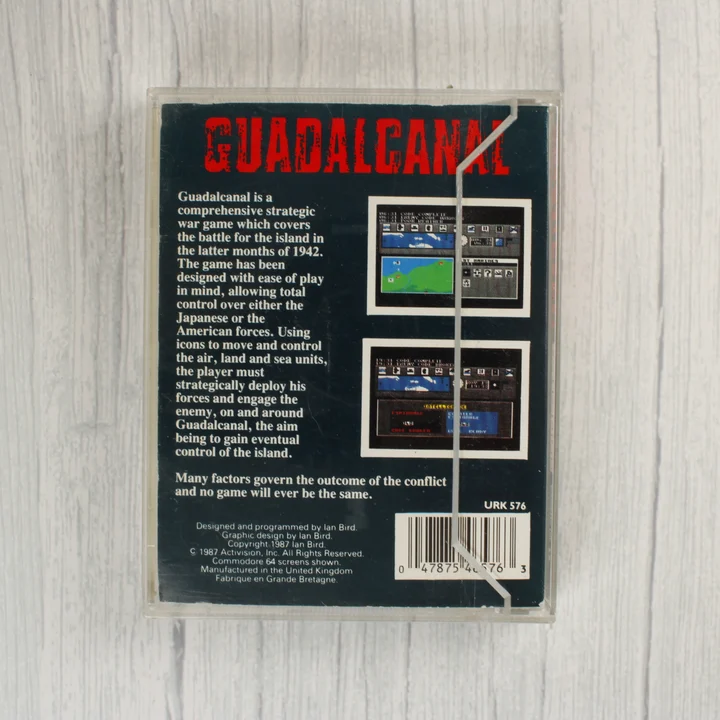 GUADALCANAL
Guadalcanal is a
comprehensive strategic
war game which covers
the battle for the island in
the latter months of 1942.
The game has been
designed with ease of play
in mind, allowing total
control over either the
Japanese or the
American forces. Using
icons to move and control
the air, land and sea units,
the player must
strategically deploy his
forces and engage the
enemy, on and around
Guadalcanal, the aim
being to gain eventual
control of the island.
Many factors govern the outcome of the conflict
and no game will ever be the same.
Designed and programmed by Ian Bird.
Graphic design by Ian Bird.
Copyright 1987 Ian Bird.
© 1987 Activision, Inc. All Rights Reserved.
Commodore 64 screens shown.
Manufactured in the United Kingdom
Fabrique en Grande Bretagne.
URK 576
0 47875 40576 3